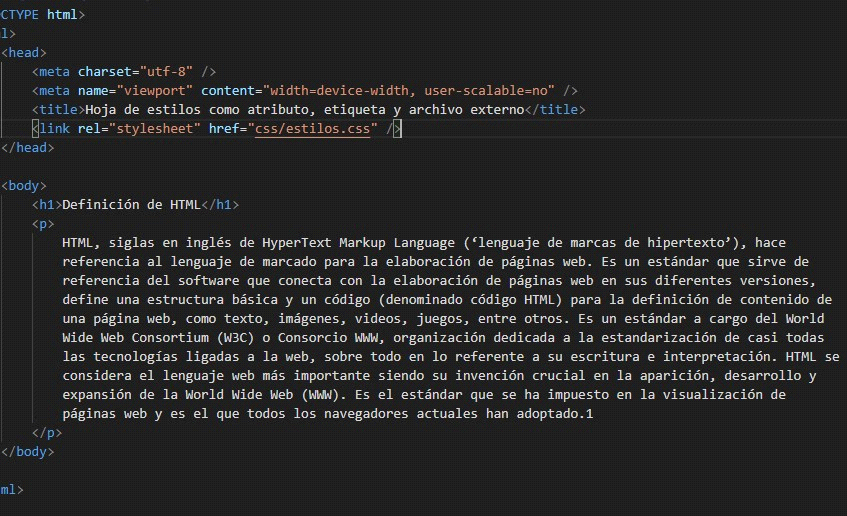 CTYPE html>
l>
<head>
<meta charset="utf-8" />
<meta name="viewport" content="width=device-width, user-scalable=no" />
<title>Hoja de estilos como atributo, etiqueta y archivo externo</title>
<link rel="stylesheet" href="css/estilos.css" />
</head>
<body>
<h1>Definición de HTML</h1>
<p>
HTML, siglas en inglés de HyperText Markup Language (‘lenguaje de marcas de hipertexto’), hace
referencia al lenguaje de marcado para la elaboración de páginas web. Es un estándar que sirve de
referencia del software que conecta con la elaboración de páginas web en sus diferentes versiones,
define una estructura básica y un código (denominado código HTML) para la definición de contenido de
una página web, como texto, imágenes, videos, juegos, entre otros. Es un estándar a cargo del World
Wide Web Consortium (W3C) o Consorcio WWW, organización dedicada a la estandarización de casi todas
las tecnologías ligadas a la web, sobre todo en lo referente a su escritura e interpretación. HTML se
considera el lenguaje web más importante siendo su invención crucial en la aparición, desarrollo y
expansión de la World Wide Web (WWW). Es el estándar que se ha impuesto en la visualización de
páginas web y es el que todos los navegadores actuales han adoptado.1
</p>
</body>
ml>